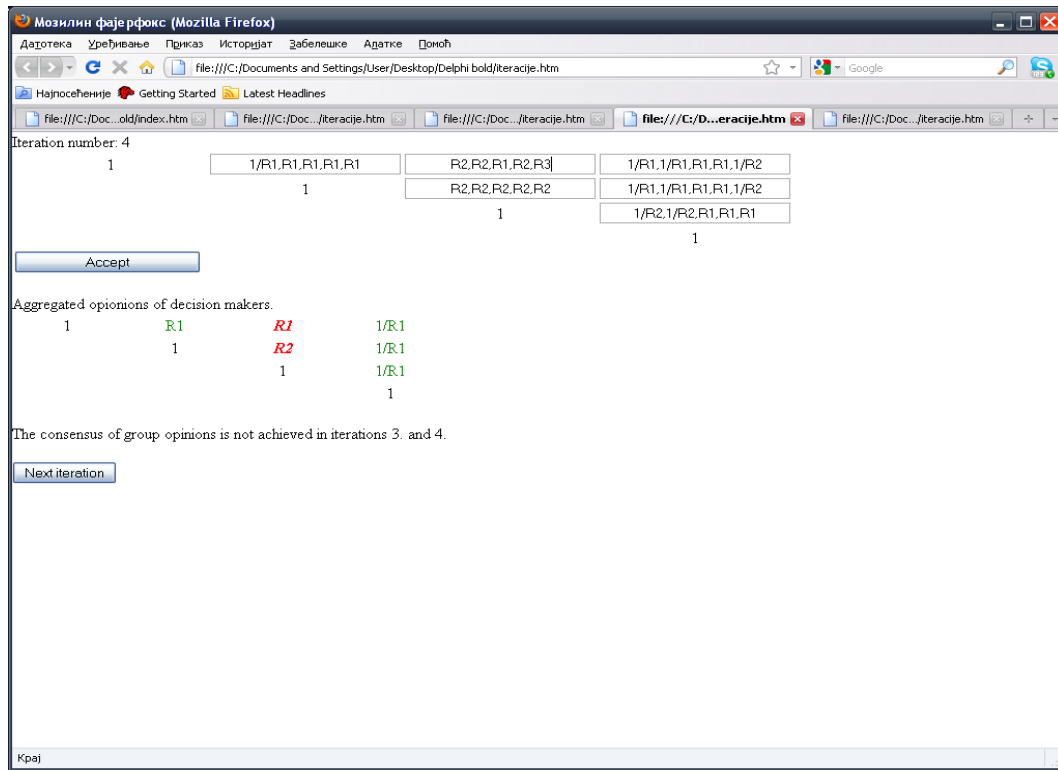 Мозилин фајерфокс (Mozilla Firefox)
Датотека Уређивање Приказ Историјат Забелешке Алатке Помоћ
file:///C:/Documents and Settings/User/Desktop/Delphi bold/iteracije.htm Google
Најпосећеније Getting Started Latest Headlines
file:///C:/Doc...old/index.htm file:///C:/Doc.../iteracije.htm file:///C:/Doc.../iteracije.htm file:///C:/D...eracije.htm file:///C:/Doc.../iteracije.htm
Iteration number: 4
1 1/R1,R1,R1,R1,R1 R2,R2,R1,R2,R3 1/R1,1/R1,R1,R1,1/R2
1 R2,R2,R2,R2,R2 1/R1,1/R1,R1,R1,1/R2
1 1/R2,1/R2,R1,R1,R1
1
Accept
Aggregated opionions of decision makers.
1 R1 R1 1/R1
1 R2 1/R1
1 1/R1
1
The consensus of group opinions is not achieved in iterations 3. and 4.
Next iteration
Крај